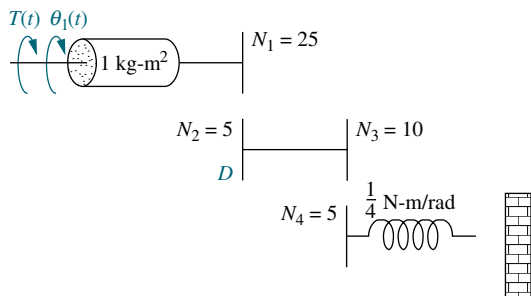 T(t) θ₁(t)
1 kg-m²
N₁ = 25
N₂ = 5
N₃ = 10
D
N₄ = 5
1/4 N-m/rad